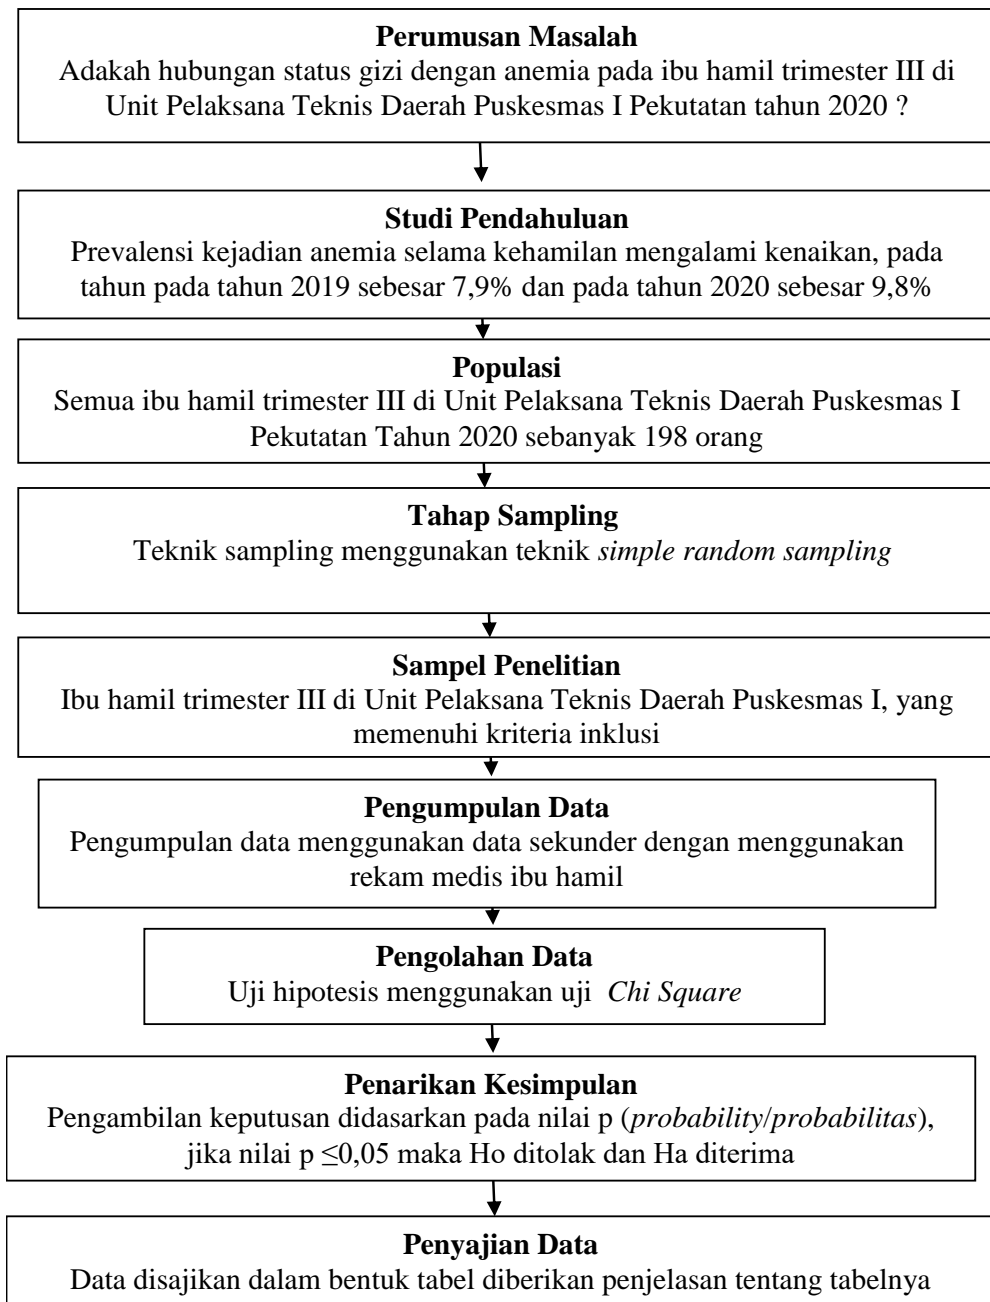 Perumusan Masalah
Adakah hubungan status gizi dengan anemia pada ibu hamil trimester III di
Unit Pelaksana Teknis Daerah Puskesmas I Pekutatan tahun 2020 ?
Studi Pendahuluan
Prevalensi kejadian anemia selama kehamilan mengalami kenaikan, pada
tahun pada tahun 2019 sebesar 7,9% dan pada tahun 2020 sebesar 9,8%
Populasi
Semua ibu hamil trimester III di Unit Pelaksana Teknis Daerah Puskesmas I
Pekutatan Tahun 2020 sebanyak 198 orang
Tahap Sampling
Teknik sampling menggunakan teknik simple random sampling
Sampel Penelitian
Ibu hamil trimester III di Unit Pelaksana Teknis Daerah Puskesmas I, yang
memenuhi kriteria inklusi
Pengumpulan Data
Pengumpulan data menggunakan data sekunder dengan menggunakan
rekam medis ibu hamil
Pengolahan Data
Uji hipotesis menggunakan uji Chi Square
Penarikan Kesimpulan
Pengambilan keputusan didasarkan pada nilai p (probability/probabilitas),
jika nilai p ≤0,05 maka Ho ditolak dan Ha diterima
Penyajian Data
Data disajikan dalam bentuk tabel diberikan penjelasan tentang tabelnya